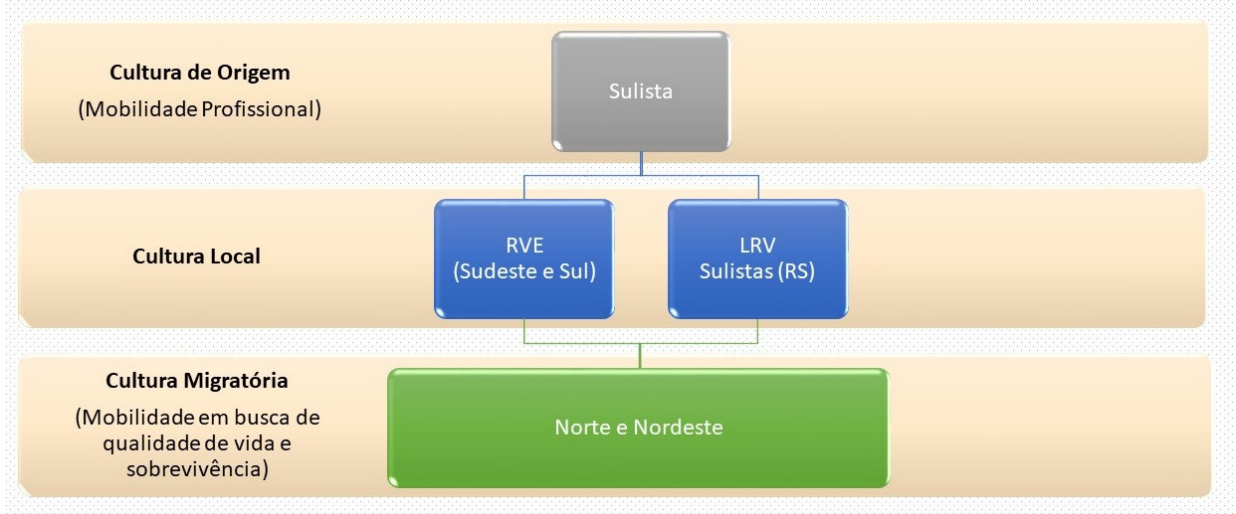 Cultura de Origem
(Mobilidade Profissional)
Sulista
Cultura Local
RVE
(Sudeste e Sul)
LRV
Sulistas (RS)
Cultura Migratória
(Mobilidade em busca de
qualidade de vida e
sobrevivência)
Norte e Nordeste